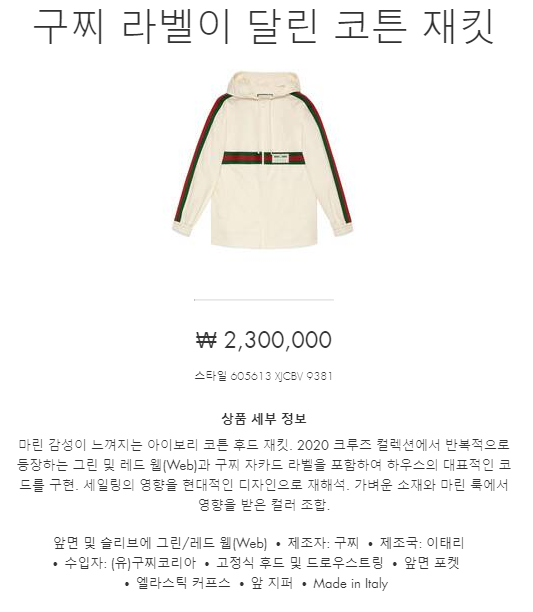 구찌 라벨이 달린 코튼 재킷
₩ 2,300,000
스타일 605613 XJCBV 9381
상품 세부 정보
마린 감성이 느껴지는 아이보리 코튼 후드 재킷. 2020 크루즈 컬렉션에서 반복적으로
등장하는 그린 및 레드 웹(Web)과 구찌 자카드 라벨을 포함하여 하우스의 대표적인 코
드를 구현. 세일링의 영향을 현대적인 디자인으로 재해석. 가벼운 소재와 마린 룩에서
영향을 받은 컬러 조합.
앞면 및 슬리브에 그린/레드 웹(Web) • 제조자: 구찌 • 제조국: 이태리
• 수입자: (유)구찌코리아 • 고정식 후드 및 드로우스트링 • 앞면 포켓
• 엘라스틱 커프스 • 앞 지퍼 • Made in Italy